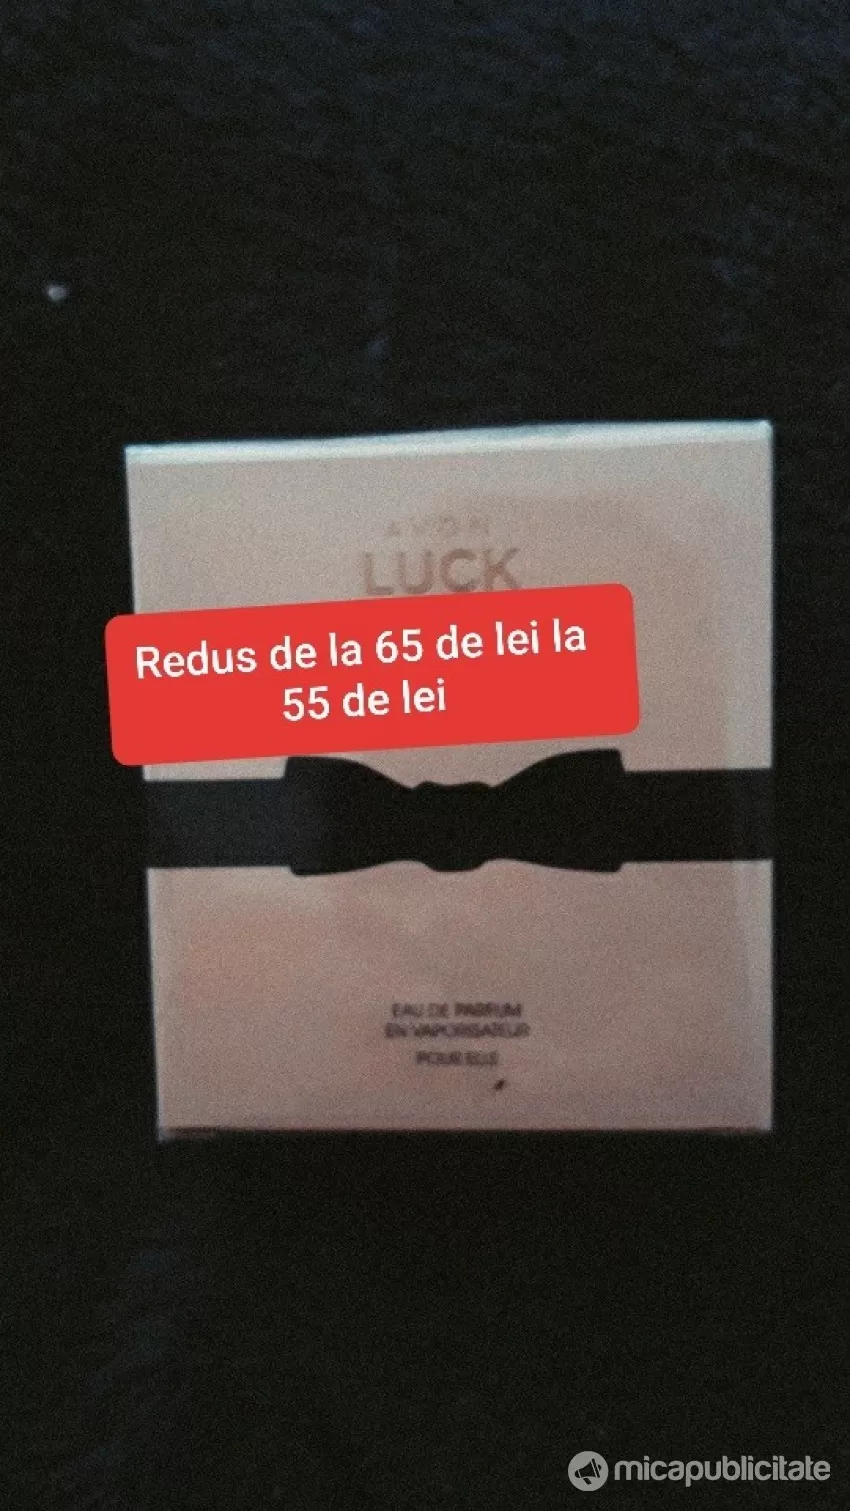 AVON
LUCK
Redus de la 65 de lei la
55 de lei
EAU DE PARFUM
EN VAPORISATEUR
POUR ELLE
micapublicitate